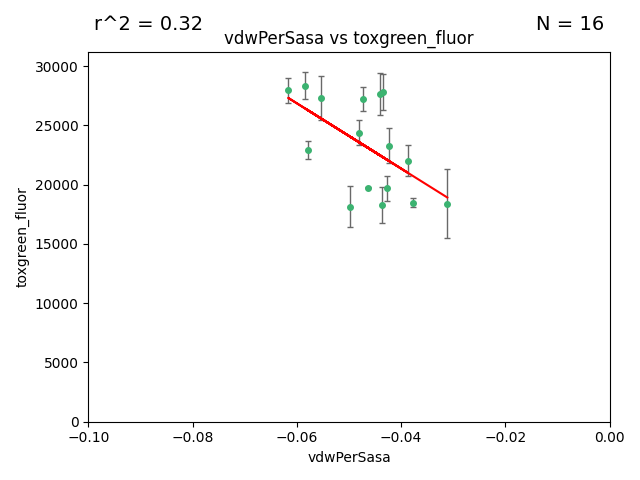 r^2 = 0.32
N = 16
vdwPerSasa vs toxgreen_fluor
toxgreen_fluor
30000
25000
20000
15000
10000
5000
0
−0.10
−0.08
−0.06
−0.04
−0.02
0.00
vdwPerSasa